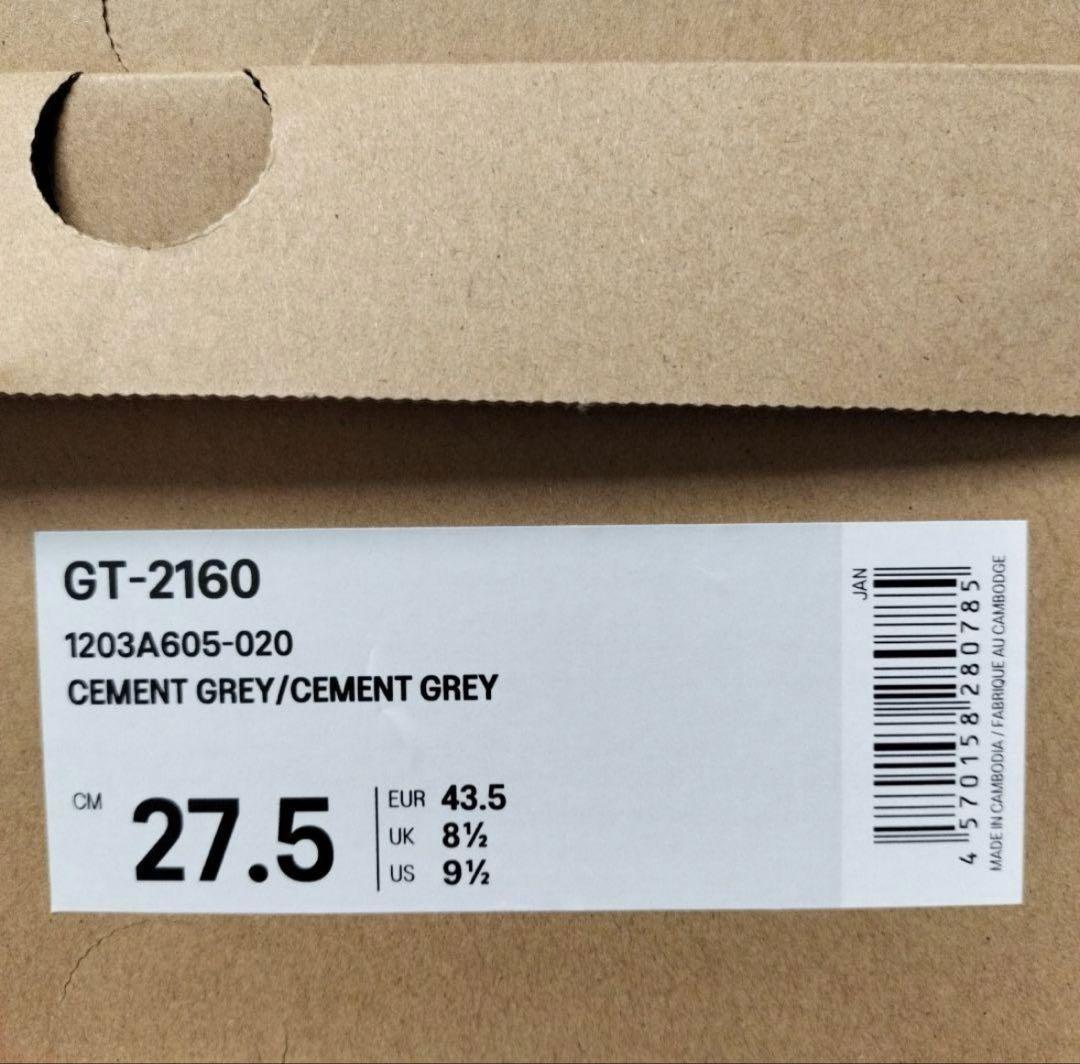 GT-2160
1203A605-020
CEMENT GREY/CEMENT GREY
CM 27.5
EUR 43.5
UK 8½
US 9½
JAN
4 570158 280785
MADE IN CAMBODIA / FABRIQUE AU CAMBODGE